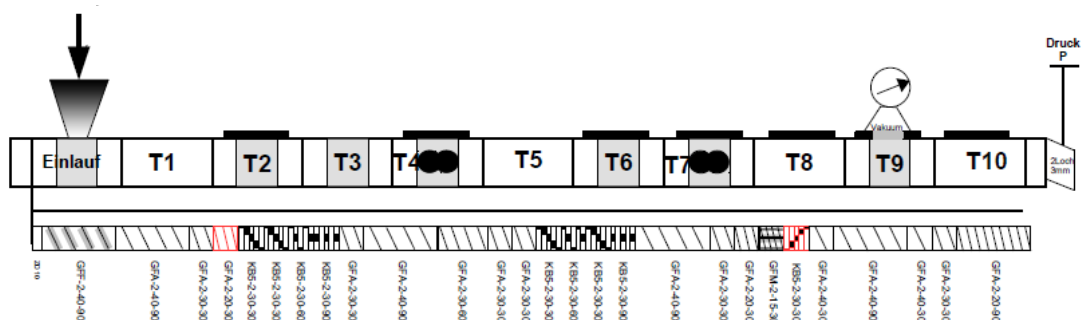 Druck
P
Vakuum
Einlauf
T1
T2
T3
T4
T5
T6
T7
T8
T9
T10
2Loch
3mm
GFF-2-40-90
GFA-2-40-90
GFA-2-30-30
GFA-2-20-30
KB5-2-30-30
KB5-2-30-30
KB5-2-30-60
KB5-2-30-90
GFA-2-30-30
GFA-2-40-90
GFA-2-30-60
GFA-2-30-30
GFA-2-30-30
KB5-2-30-30
KB5-2-30-60
KB5-2-30-30
KB5-2-30-90
GFA-2-40-90
GFA-2-30-30
GFA-2-20-30
GFM-2-15-30
KB5-2-30-30
GFA-2-40-30
GFA-2-40-90
GFA-2-40-30
GFA-2-30-30